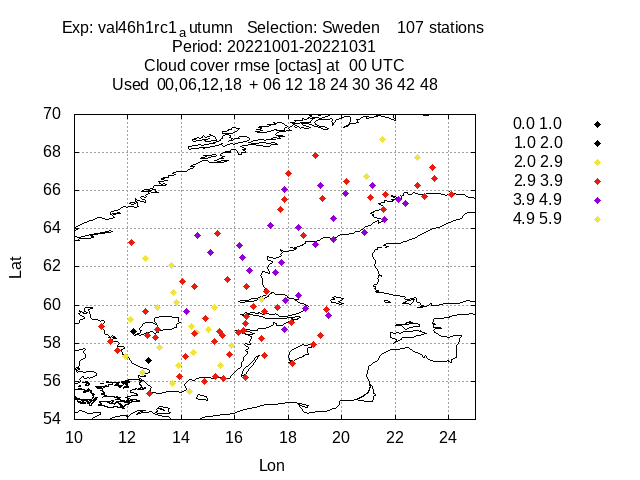 Exp: val46h1rc1a utumn Selection: Sweden 107 stations
Period: 20221001-20221031
Cloud cover rmse [octas] at 00 UTC
Used 00,06,12,18 + 06 12 18 24 30 36 42 48
70
68
66
64
62
60
58
56
54
Lat
10 12 14 16 18 20 22 24
Lon
0.0 1.0
1.0 2.0
2.0 2.9
2.9 3.9
3.9 4.9
4.9 5.9